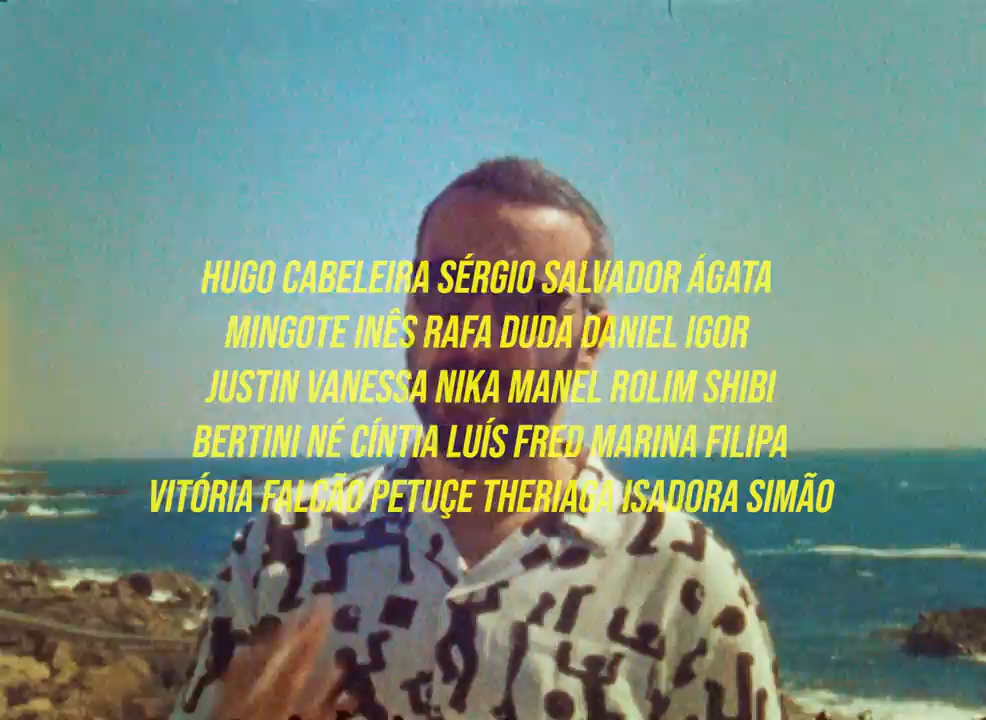 HUGO CABELEIRA SÉRGIO SALVADOR ÁGATA
MINGOTE INÊS RAFA DUDA DANIEL IGOR
JUSTIN VANESSA NIKA MANEL ROLIM SHIBI
BERTINI NÉ CÍNTIA LUÍS FRED MARINA FILIPA
VITÓRIA FALCÃO PETUÇE THERIAGA ISADORA SIMÃO